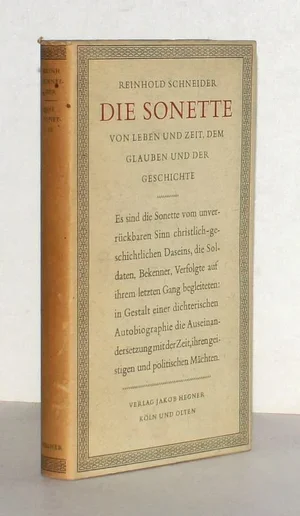 REINHOLD SCHNEIDER
DIE SONETTE
VON LEBEN UND ZEIT, DEM
GLAUBEN UND DER
GESCHICHTE
Es sind die Sonette vom unver-
rückbaren Sinn christlich-ge-
schichtlichen Daseins, die Sol-
daten, Bekenner, Verfolgte auf
ihrem letzten Gang begleiteten:
in Gestalt einer dichterischen
Autobiographie die Auseinan-
dersetzung mit der Zeit, ihren gei-
stigen und politischen Mächten.
VERLAG JAKOB HEGNER
KÖLN UND OLTEN